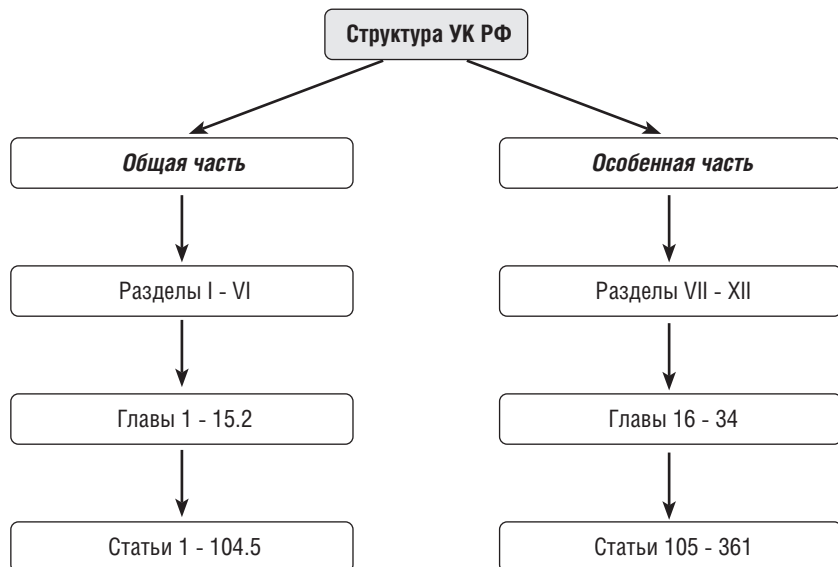 Структура УК РФ
Общая часть
Особенная часть
Разделы I - VI
Разделы VII - XII
Главы 1 - 15.2
Главы 16 - 34
Статьи 1 - 104.5
Статьи 105 - 361